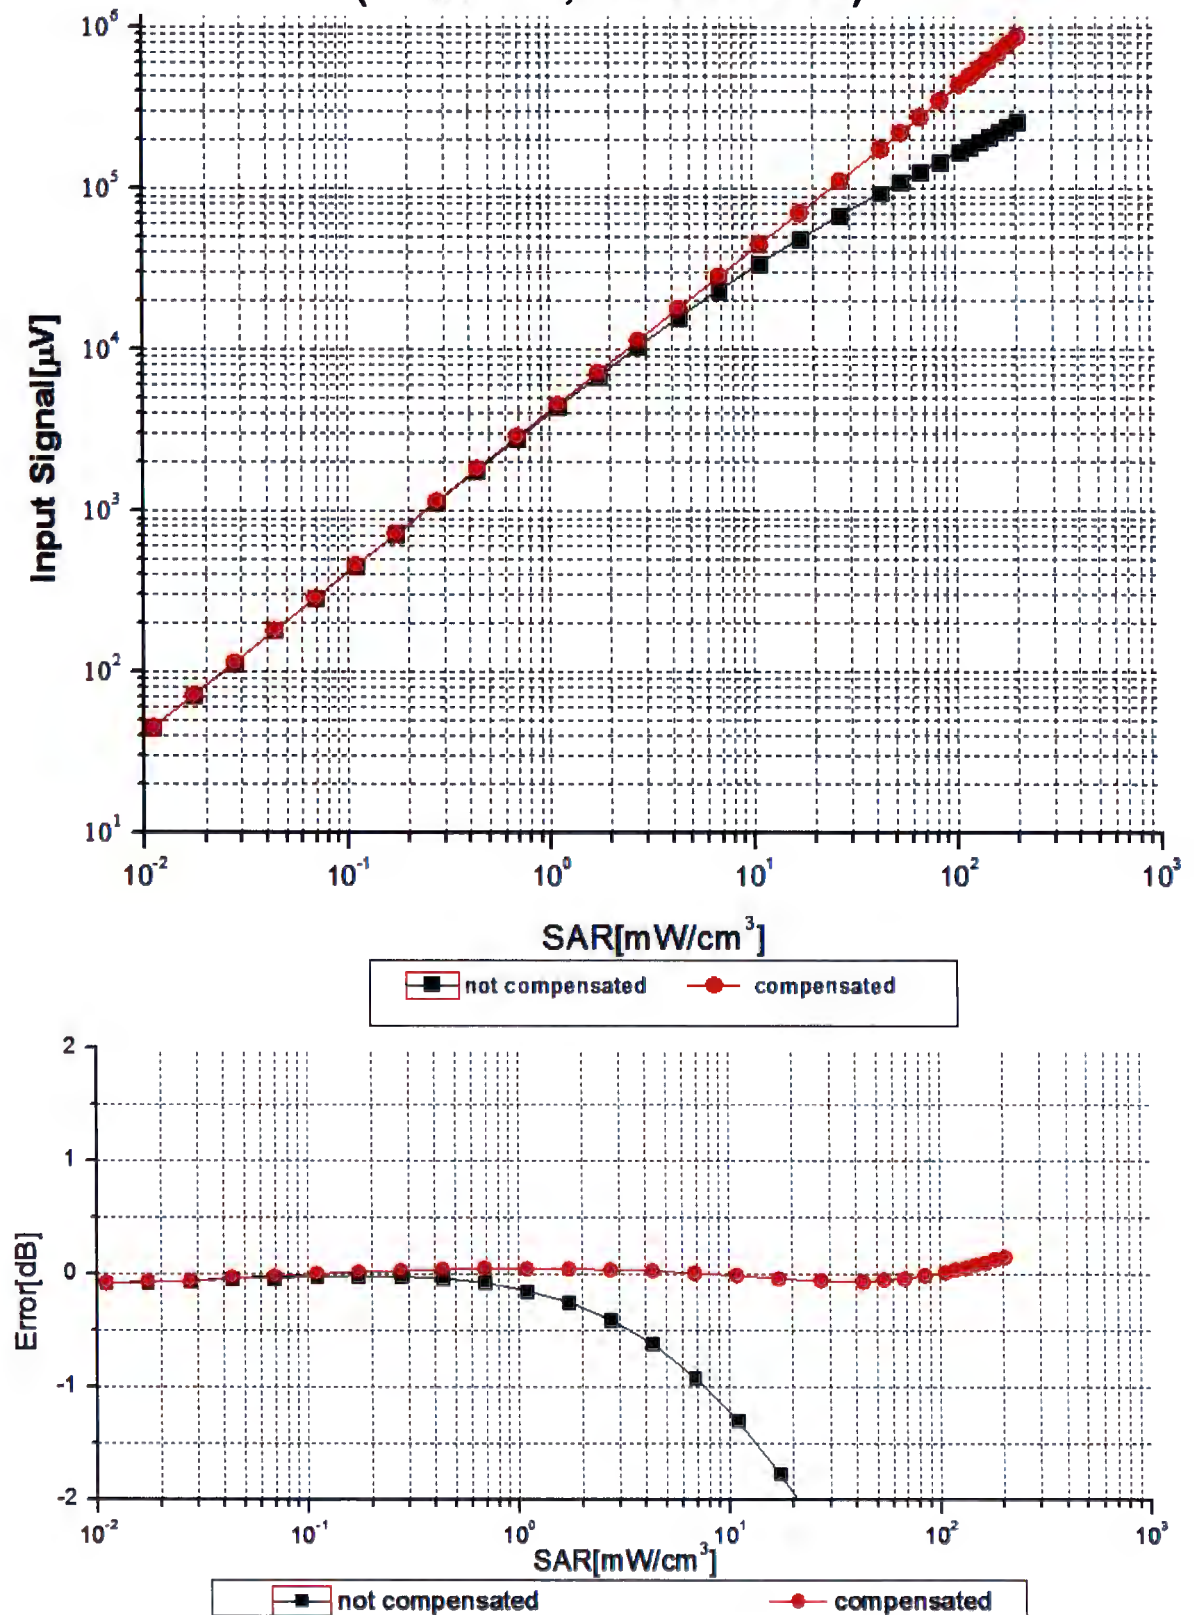 10⁶
10⁵
10⁴
10³
10²
10¹
Input Signal[µV]
10⁻² 10⁻¹ 10⁰ 10¹ 10² 10³
SAR[mW/cm³]
not compensated compensated
2
1
0
-1
-2
Error[dB]
10⁻² 10⁻¹ 10⁰ 10¹ 10² 10³
SAR[mW/cm³]
not compensated compensated